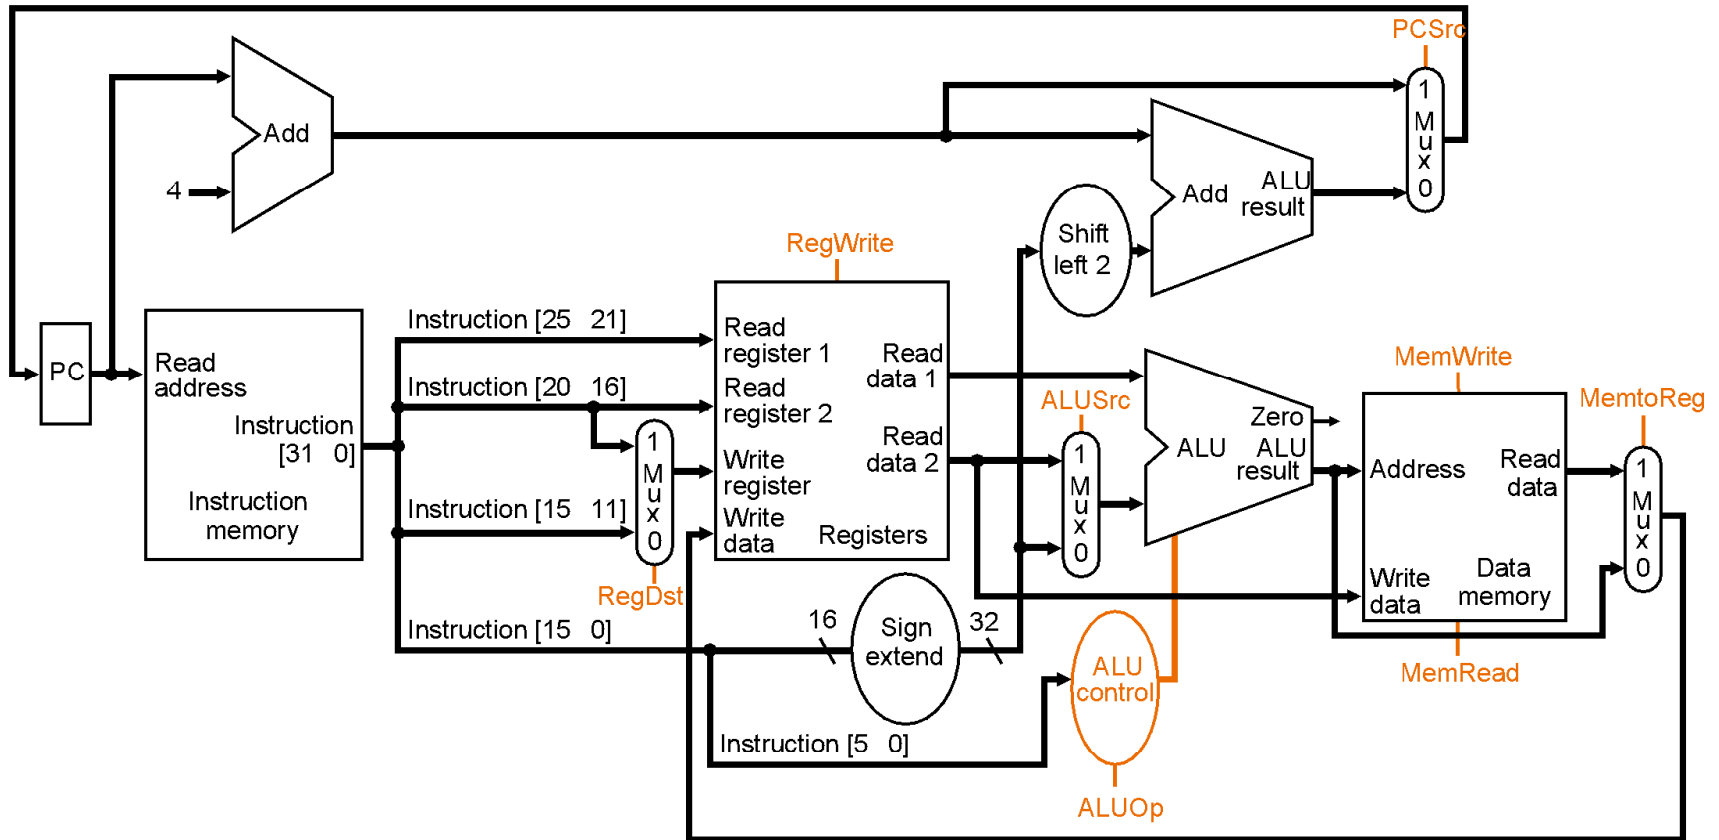 PCSrc
1
M
u
x
0
Add
4
Add
ALU
result
Shift
left 2
RegWrite
PC
Read
address
Instruction
[31 0]
Instruction
memory
Instruction [25 21]
Instruction [20 16]
Instruction [15 11]
Instruction [15 0]
1
M
u
x
0
RegDst
Read
register 1
Read
register 2
Write
register
Write
data
Read
data 1
Read
data 2
Registers
16
Sign
extend
32
Instruction [5 0]
ALUSrc
1
M
u
x
0
ALU
Zero
ALU
result
ALU
control
ALUOp
MemWrite
Address
Read
data
Write
data
Data
memory
MemRead
MemtoReg
1
M
u
x
0